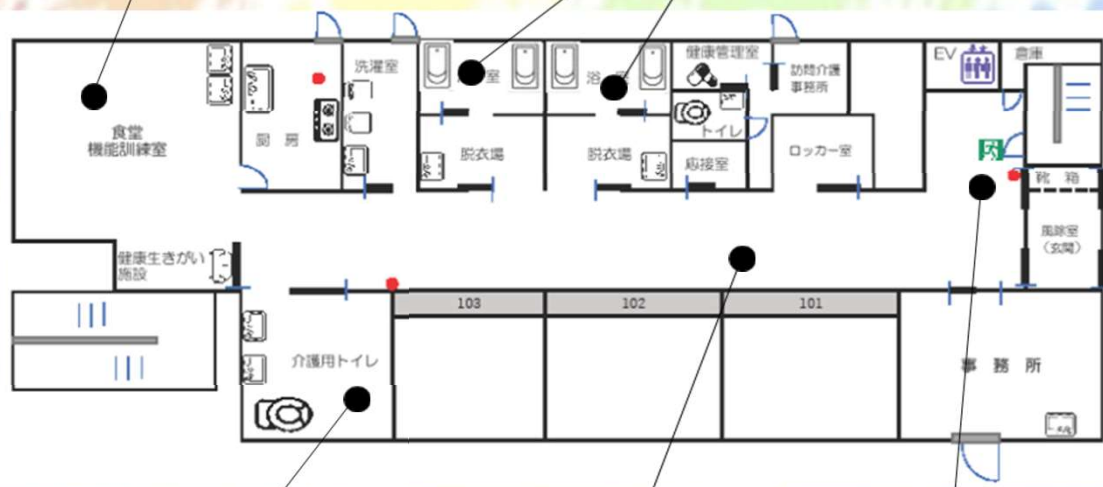 食堂
機能訓練室
厨 房
洗濯室
室
浴
健康管理室
訪問介護
事務所
EV
倉庫
トイレ
脱衣場
脱衣場
応接室
ロッカー室
靴 箱
風除室
(玄関)
健康生きがい
施設
103
102
101
介護用トイレ
事 務 所